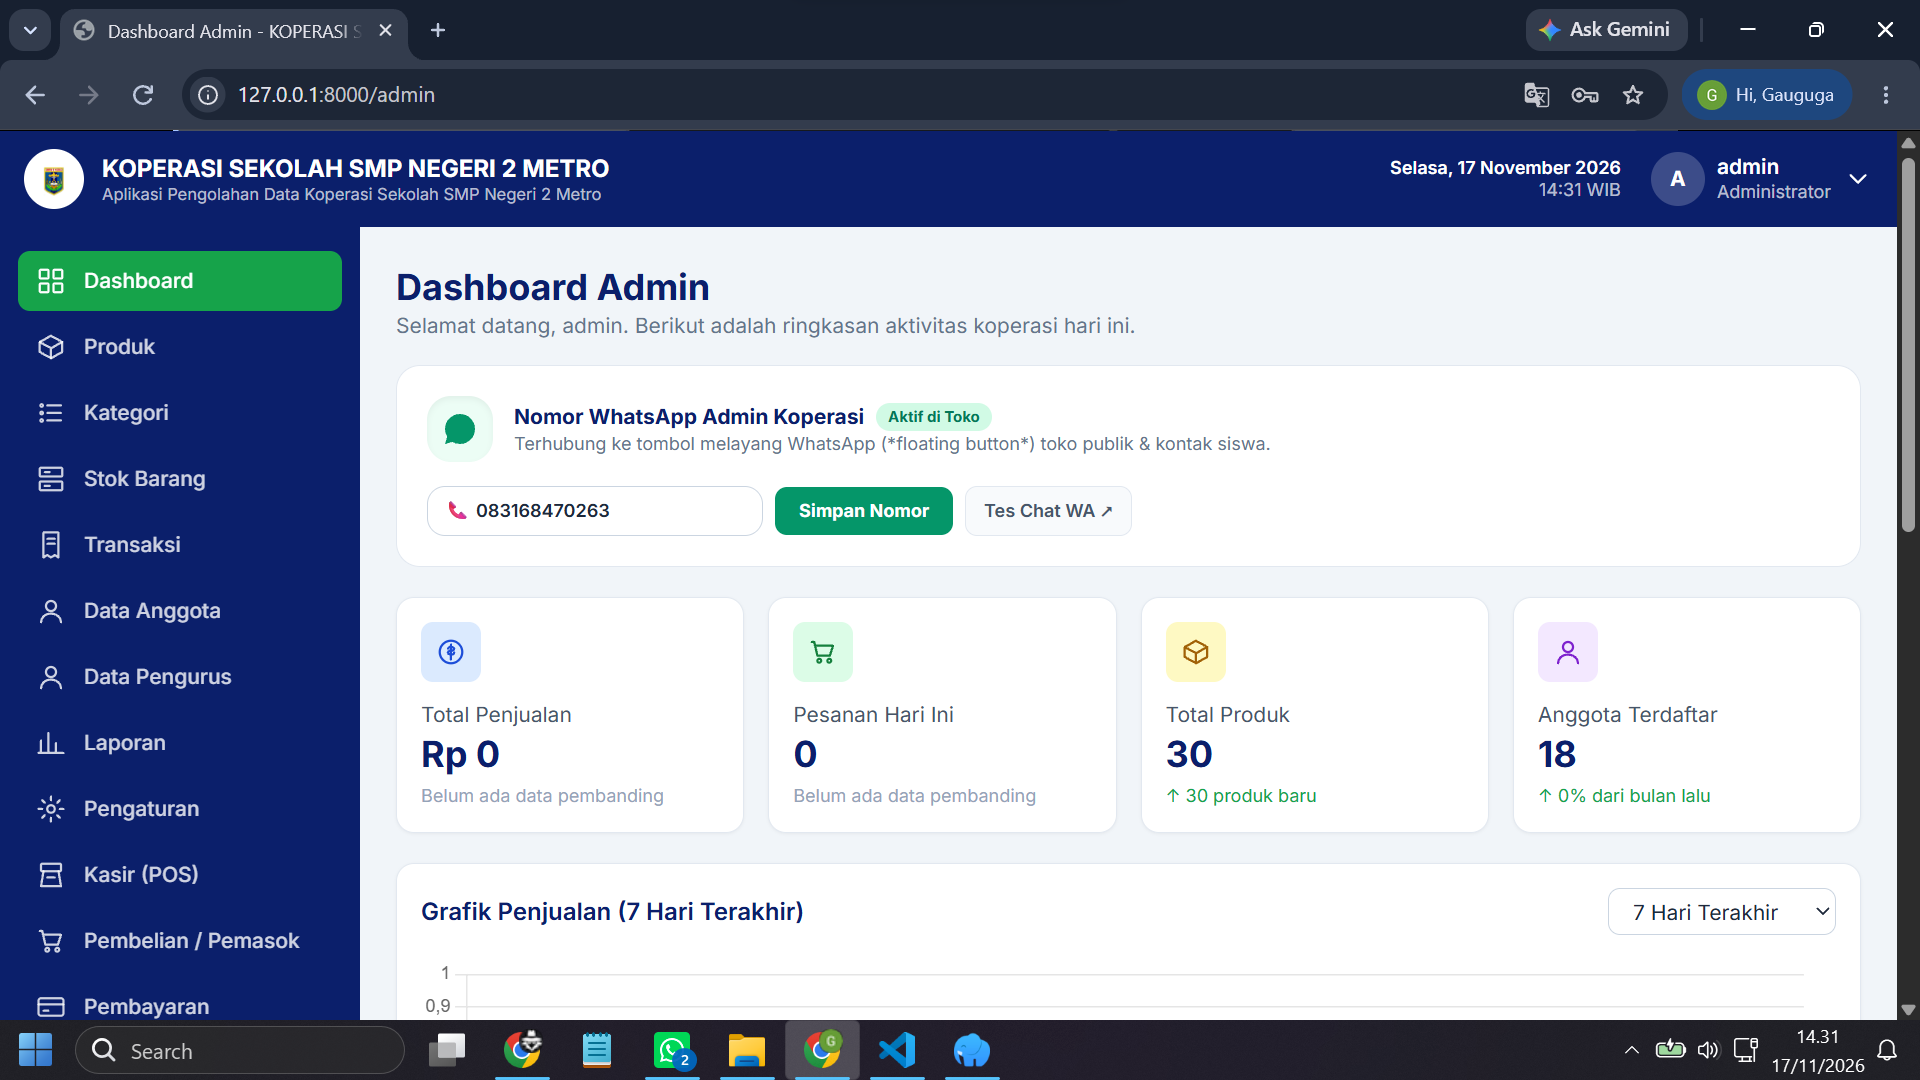 Dashboard Admin - KOPERASI S
Ask Gemini
127.0.0.1:8000/admin
G
Hi, Gauguga
KOPERASI SEKOLAH SMP NEGERI 2 METRO
Aplikasi Pengolahan Data Koperasi Sekolah SMP Negeri 2 Metro
Selasa, 17 November 2026
14:31 WIB
A
admin
Administrator
Dashboard
Produk
Kategori
Stok Barang
Transaksi
Data Anggota
Data Pengurus
Laporan
Pengaturan
Kasir (POS)
Pembelian / Pemasok
Pembayaran
Dashboard Admin
Selamat datang, admin. Berikut adalah ringkasan aktivitas koperasi hari ini.
Nomor WhatsApp Admin Koperasi
Aktif di Toko
Terhubung ke tombol melayang WhatsApp (*floating button*) toko publik & kontak siswa.
083168470263
Simpan Nomor
Tes Chat WA ↗
Total Penjualan
Rp 0
Belum ada data pembanding
Pesanan Hari Ini
0
Belum ada data pembanding
Total Produk
30
↑ 30 produk baru
Anggota Terdaftar
18
↑ 0% dari bulan lalu
Grafik Penjualan (7 Hari Terakhir)
7 Hari Terakhir
1
0,9
Search
2
G
14.31
17/11/2026